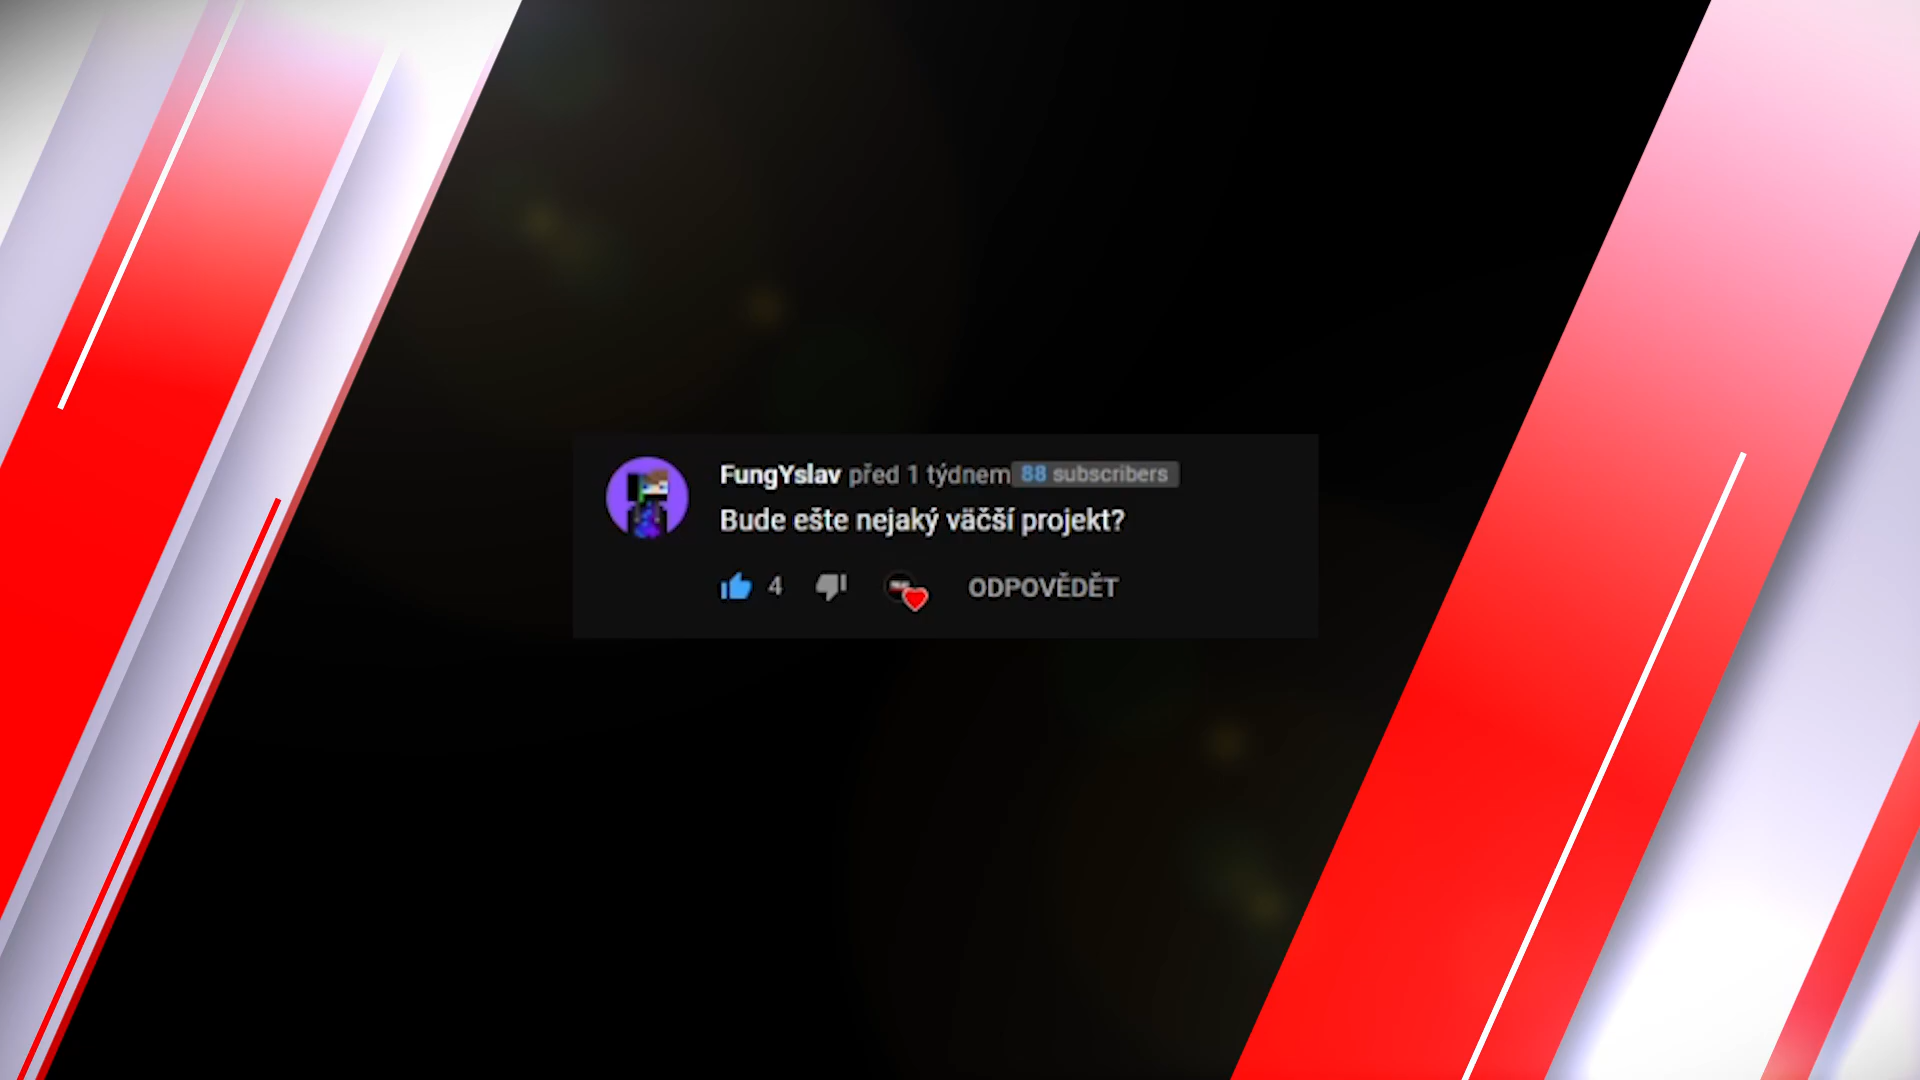 FungYslav před 1 týdnem 88 subscribers
Bude ešte nejaký väčší projekt?
4 ODPOVĚDĚT